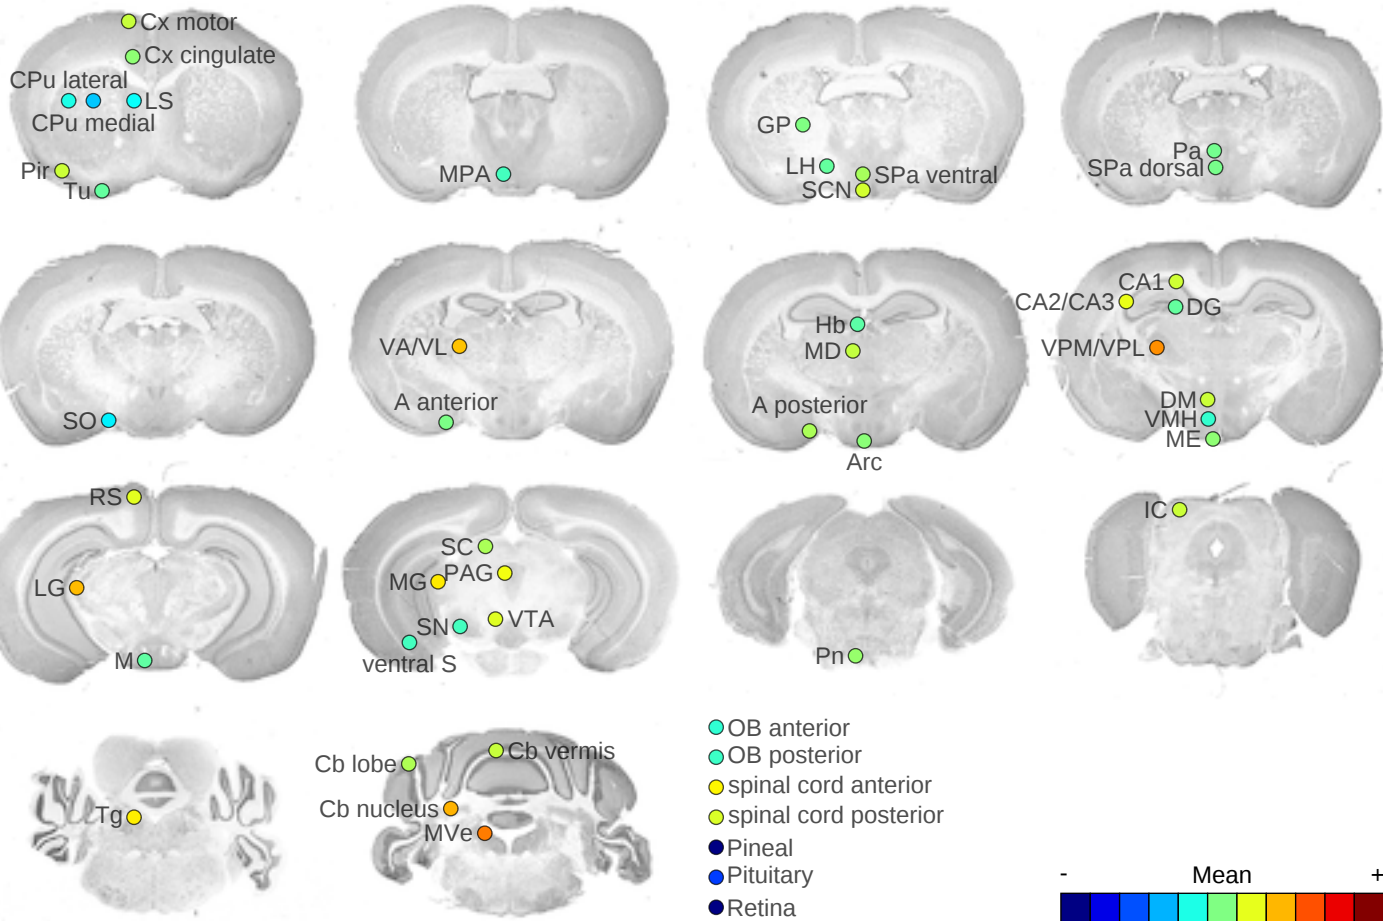 Cx motor
Cx cingulate
CPu lateral
LS
CPu medial
Pir
Tu
MPA
GP
LH
SPa ventral
SCN
Pa
SPa dorsal
SO
VA/VL
A anterior
Hb
MD
A posterior
Arc
CA1
CA2/CA3
DG
VPM/VPL
DM
VMH
ME
RS
LG
M
SC
MG
PAG
SN
VTA
ventral S
Pn
IC
Tg
Cb lobe
Cb vermis
Cb nucleus
MVe
OB anterior
OB posterior
spinal cord anterior
spinal cord posterior
Pineal
Pituitary
Retina
- Mean +